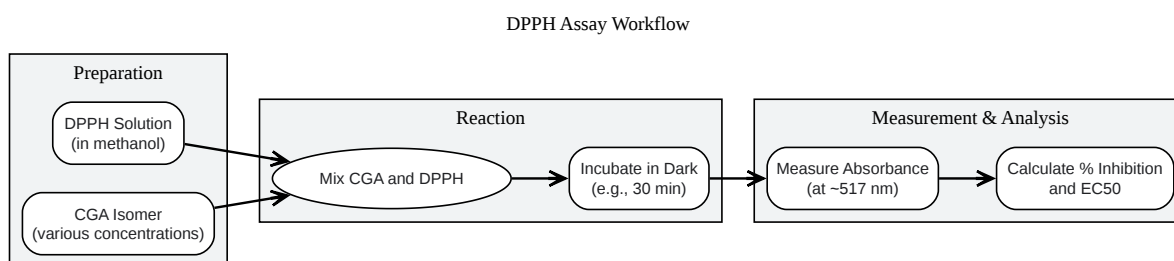 DPPH Assay Workflow
Preparation
DPPH Solution
(in methanol)
CGA Isomer
(various concentrations)
Reaction
Mix CGA and DPPH
Incubate in Dark
(e.g., 30 min)
Measurement & Analysis
Measure Absorbance
(at ~517 nm)
Calculate % Inhibition
and EC50